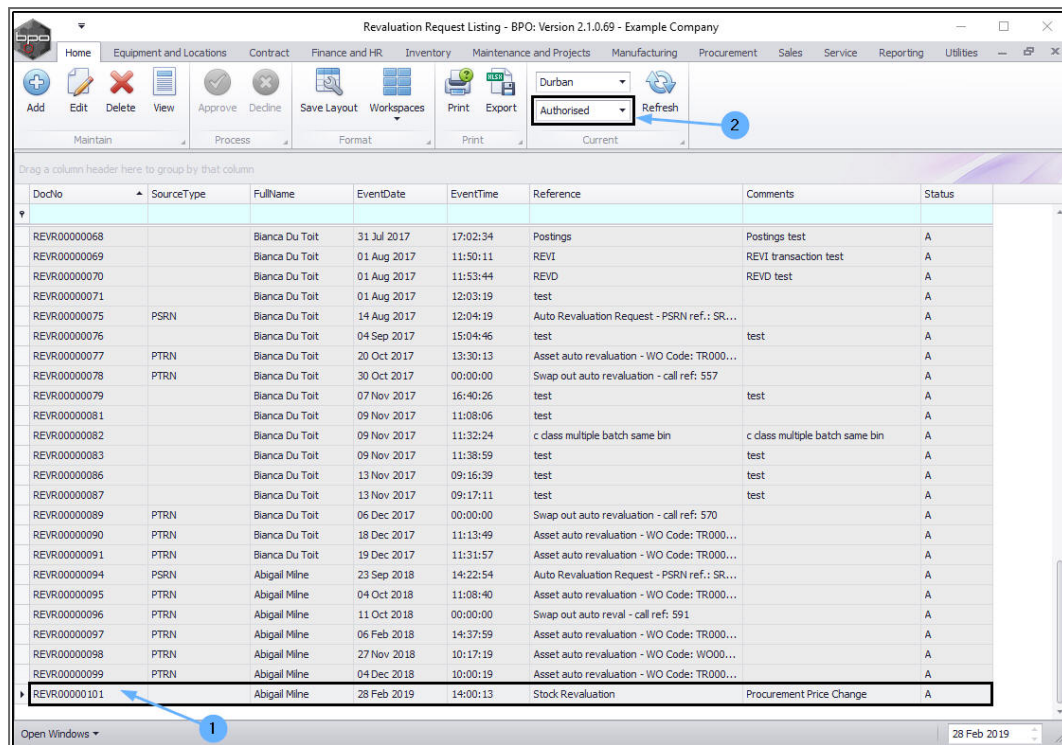 Revaluation Request Listing - BPO: Version 2.1.0.69 - Example Company
bpo
Home Equipment and Locations Contract Finance and HR Inventory Maintenance and Projects Manufacturing Procurement Sales Service Reporting Utilities
Durban
Add Edit Delete View Approve Decline Save Layout Workspaces Print Export Authorised Refresh
2
Maintain Process Format Print Current
Drag a column header here to group by that column
DocNo SourceType FullName EventDate EventTime Reference Comments Status
REVR00000068 Bianca Du Toit 31 Jul 2017 17:02:34 Postings Postings test A
REVR00000069 Bianca Du Toit 01 Aug 2017 11:50:11 REVI REVI transaction test A
REVR00000070 Bianca Du Toit 01 Aug 2017 11:53:44 REVD REVD test A
REVR00000071 Bianca Du Toit 01 Aug 2017 12:03:19 test A
REVR00000075 PSRN Bianca Du Toit 14 Aug 2017 12:04:19 Auto Revaluation Request - PSRN ref.: SR... A
REVR00000076 Bianca Du Toit 04 Sep 2017 15:04:46 test test A
REVR00000077 PTRN Bianca Du Toit 20 Oct 2017 13:30:13 Asset auto revaluation - WO Code: TR000... A
REVR00000078 PTRN Bianca Du Toit 30 Oct 2017 00:00:00 Swap out auto revaluation - call ref: 557 A
REVR00000079 Bianca Du Toit 07 Nov 2017 16:40:26 test test A
REVR00000081 Bianca Du Toit 09 Nov 2017 11:08:06 test A
REVR00000082 Bianca Du Toit 09 Nov 2017 11:32:24 c class multiple batch same bin c class multiple batch same bin A
REVR00000083 Bianca Du Toit 09 Nov 2017 11:38:59 test test A
REVR00000086 Bianca Du Toit 13 Nov 2017 09:16:39 test test A
REVR00000087 Bianca Du Toit 13 Nov 2017 09:17:11 test test A
REVR00000089 PTRN Bianca Du Toit 06 Dec 2017 00:00:00 Swap out auto revaluation - call ref: 570 A
REVR00000090 PTRN Bianca Du Toit 18 Dec 2017 11:13:49 Asset auto revaluation - WO Code: TR000... A
REVR00000091 PTRN Bianca Du Toit 19 Dec 2017 11:31:57 Asset auto revaluation - WO Code: TR000... A
REVR00000094 PSRN Abigail Milne 23 Sep 2018 14:22:54 Auto Revaluation Request - PSRN ref.: SR... A
REVR00000095 PTRN Abigail Milne 04 Oct 2018 11:08:40 Asset auto revaluation - WO Code: TR000... A
REVR00000096 PTRN Abigail Milne 11 Oct 2018 00:00:00 Swap out auto reval - call ref: 591 A
REVR00000097 PTRN Abigail Milne 06 Feb 2018 14:37:59 Asset auto revaluation - WO Code: TR000... A
REVR00000098 PTRN Abigail Milne 27 Nov 2018 10:17:19 Asset auto revaluation - WO Code: WO00... A
REVR00000099 PTRN Abigail Milne 04 Dec 2018 10:00:19 Asset auto revaluation - WO Code: TR000... A
REVR00000101 Abigail Milne 28 Feb 2019 14:00:13 Stock Revaluation Procurement Price Change A
1
Open Windows 28 Feb 2019